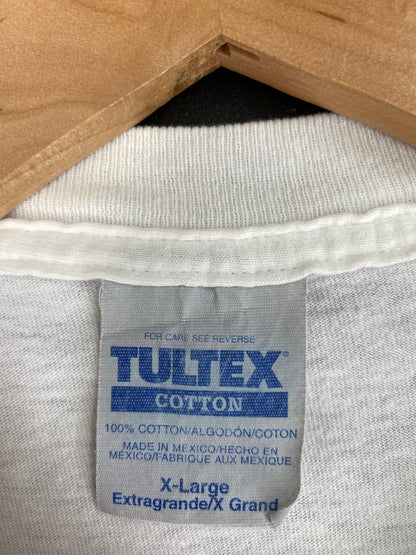 FOR CARE SEE REVERSE
TULTEX®
COTTON
100% COTTON/ALGODÓN/COTON
MADE IN MEXICO/HECHO EN
MÉXICO/FABRIQUE AUX MEXIQUE
X-Large
Extragrande/X Grand